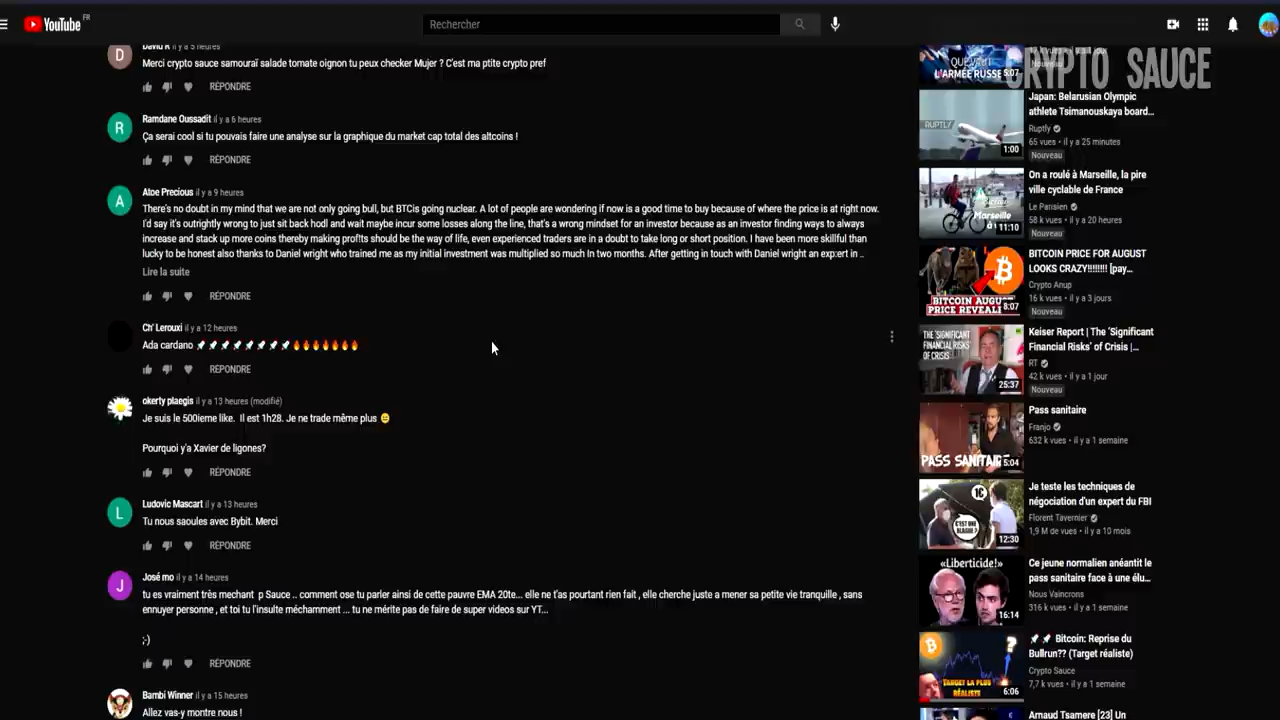 YouTube FR
Rechercher
CRYPTO SAUCE
D
David R il y a 5 heures
Merci crypto sauce samouraï salade tomate oignon tu peux checker Mujer ? C'est ma ptite crypto pref
RÉPONDRE
R
Ramdane Oussadit il y a 6 heures
Ça serai cool si tu pouvais faire une analyse sur la graphique du market cap total des altcoins !
RÉPONDRE
A
Atpe Precious il y a 9 heures
There's no doubt in my mind that we are not only going bull, but BTCis going nuclear. A lot of people are wondering if now is a good time to buy because of where the price is at right now.
I'd say it's outrightly wrong to just sit back hodl and wait maybe incur some losses along the line, that's a wrong mindset for an investor because as an investor finding ways to always
increase and stack up more coins thereby making profits should be the way of life, even experienced traders are in a doubt to take long or short position. I have been more skillful than
lucky to be honest also thanks to Daniel wright who trained me as my initial investment was multiplied so much In two months. After getting in touch with Daniel wright an exp:ert in ..
Lire la suite
RÉPONDRE
Ch' Lerouxi il y a 12 heures
Ada cardano 🚀🚀🚀🚀🚀🚀🚀🚀🔥🔥🔥🔥🔥🔥🔥
RÉPONDRE
okerty plaegis il y a 13 heures (modifié)
Je suis le 500ieme like. Il est 1h28. Je ne trade même plus 😐
Pourquoi y'a Xavier de ligones?
RÉPONDRE
L
Ludovic Mascart il y a 13 heures
Tu nous saoules avec Bybit. Merci
RÉPONDRE
J
José mo il y a 14 heures
tu es vraiment très mechant p Sauce .. comment ose tu parler ainsi de cette pauvre EMA 20te... elle ne t'as pourtant rien fait , elle cherche juste a mener sa petite vie tranquille , sans
ennuyer personne , et toi tu l'insulte méchamment ... tu ne mérite pas de faire de super videos sur YT...
;-)
RÉPONDRE
Bambi Winner il y a 15 heures
Allez vas-y montre nous !
QUE VAUT
L'ARMÉE RUSSE
5:07
17 k vues • il y a 1 jour
Nouveau
RUPTLY
1:00
Japan: Belarusian Olympic
athlete Tsimanouskaya board...
Ruptly
65 vues • il y a 25 minutes
Nouveau
Marseille
11:10
On a roulé à Marseille, la pire
ville cyclable de France
Le Parisien
58 k vues • il y a 20 heures
Nouveau
BITCOIN AUGU
PRICE REVEAL
8:07
BITCOIN PRICE FOR AUGUST
LOOKS CRAZY!!!!!!!! [pay...
Crypto Anup
16 k vues • il y a 3 jours
Nouveau
THE 'SIGNIFICANT
FINANCIAL RISKS'
OF CRISIS
25:37
Keiser Report | The 'Significant
Financial Risks' of Crisis |...
RT
42 k vues • il y a 1 jour
Nouveau
PASS SANITAIRE
5:04
Pass sanitaire
Franjo
632 k vues • il y a 1 semaine
1€
C'EST UNE
BLAGUE ?
12:30
Je teste les techniques de
négociation d'un expert du FBI
Florent Tavernier
1,9 M de vues • il y a 10 mois
«Liberticide!»
16:14
Ce jeune normalien anéantit le
pass sanitaire face à une élu...
Nous Vaincrons
316 k vues • il y a 1 semaine
?
TARGET LA PLUS
RÉALISTE
6:06
🚀 🚀 Bitcoin: Reprise du
Bullrun?? (Target réaliste)
Crypto Sauce
7,7 k vues • il y a 1 semaine
Arnaud Tsamere [23] Un